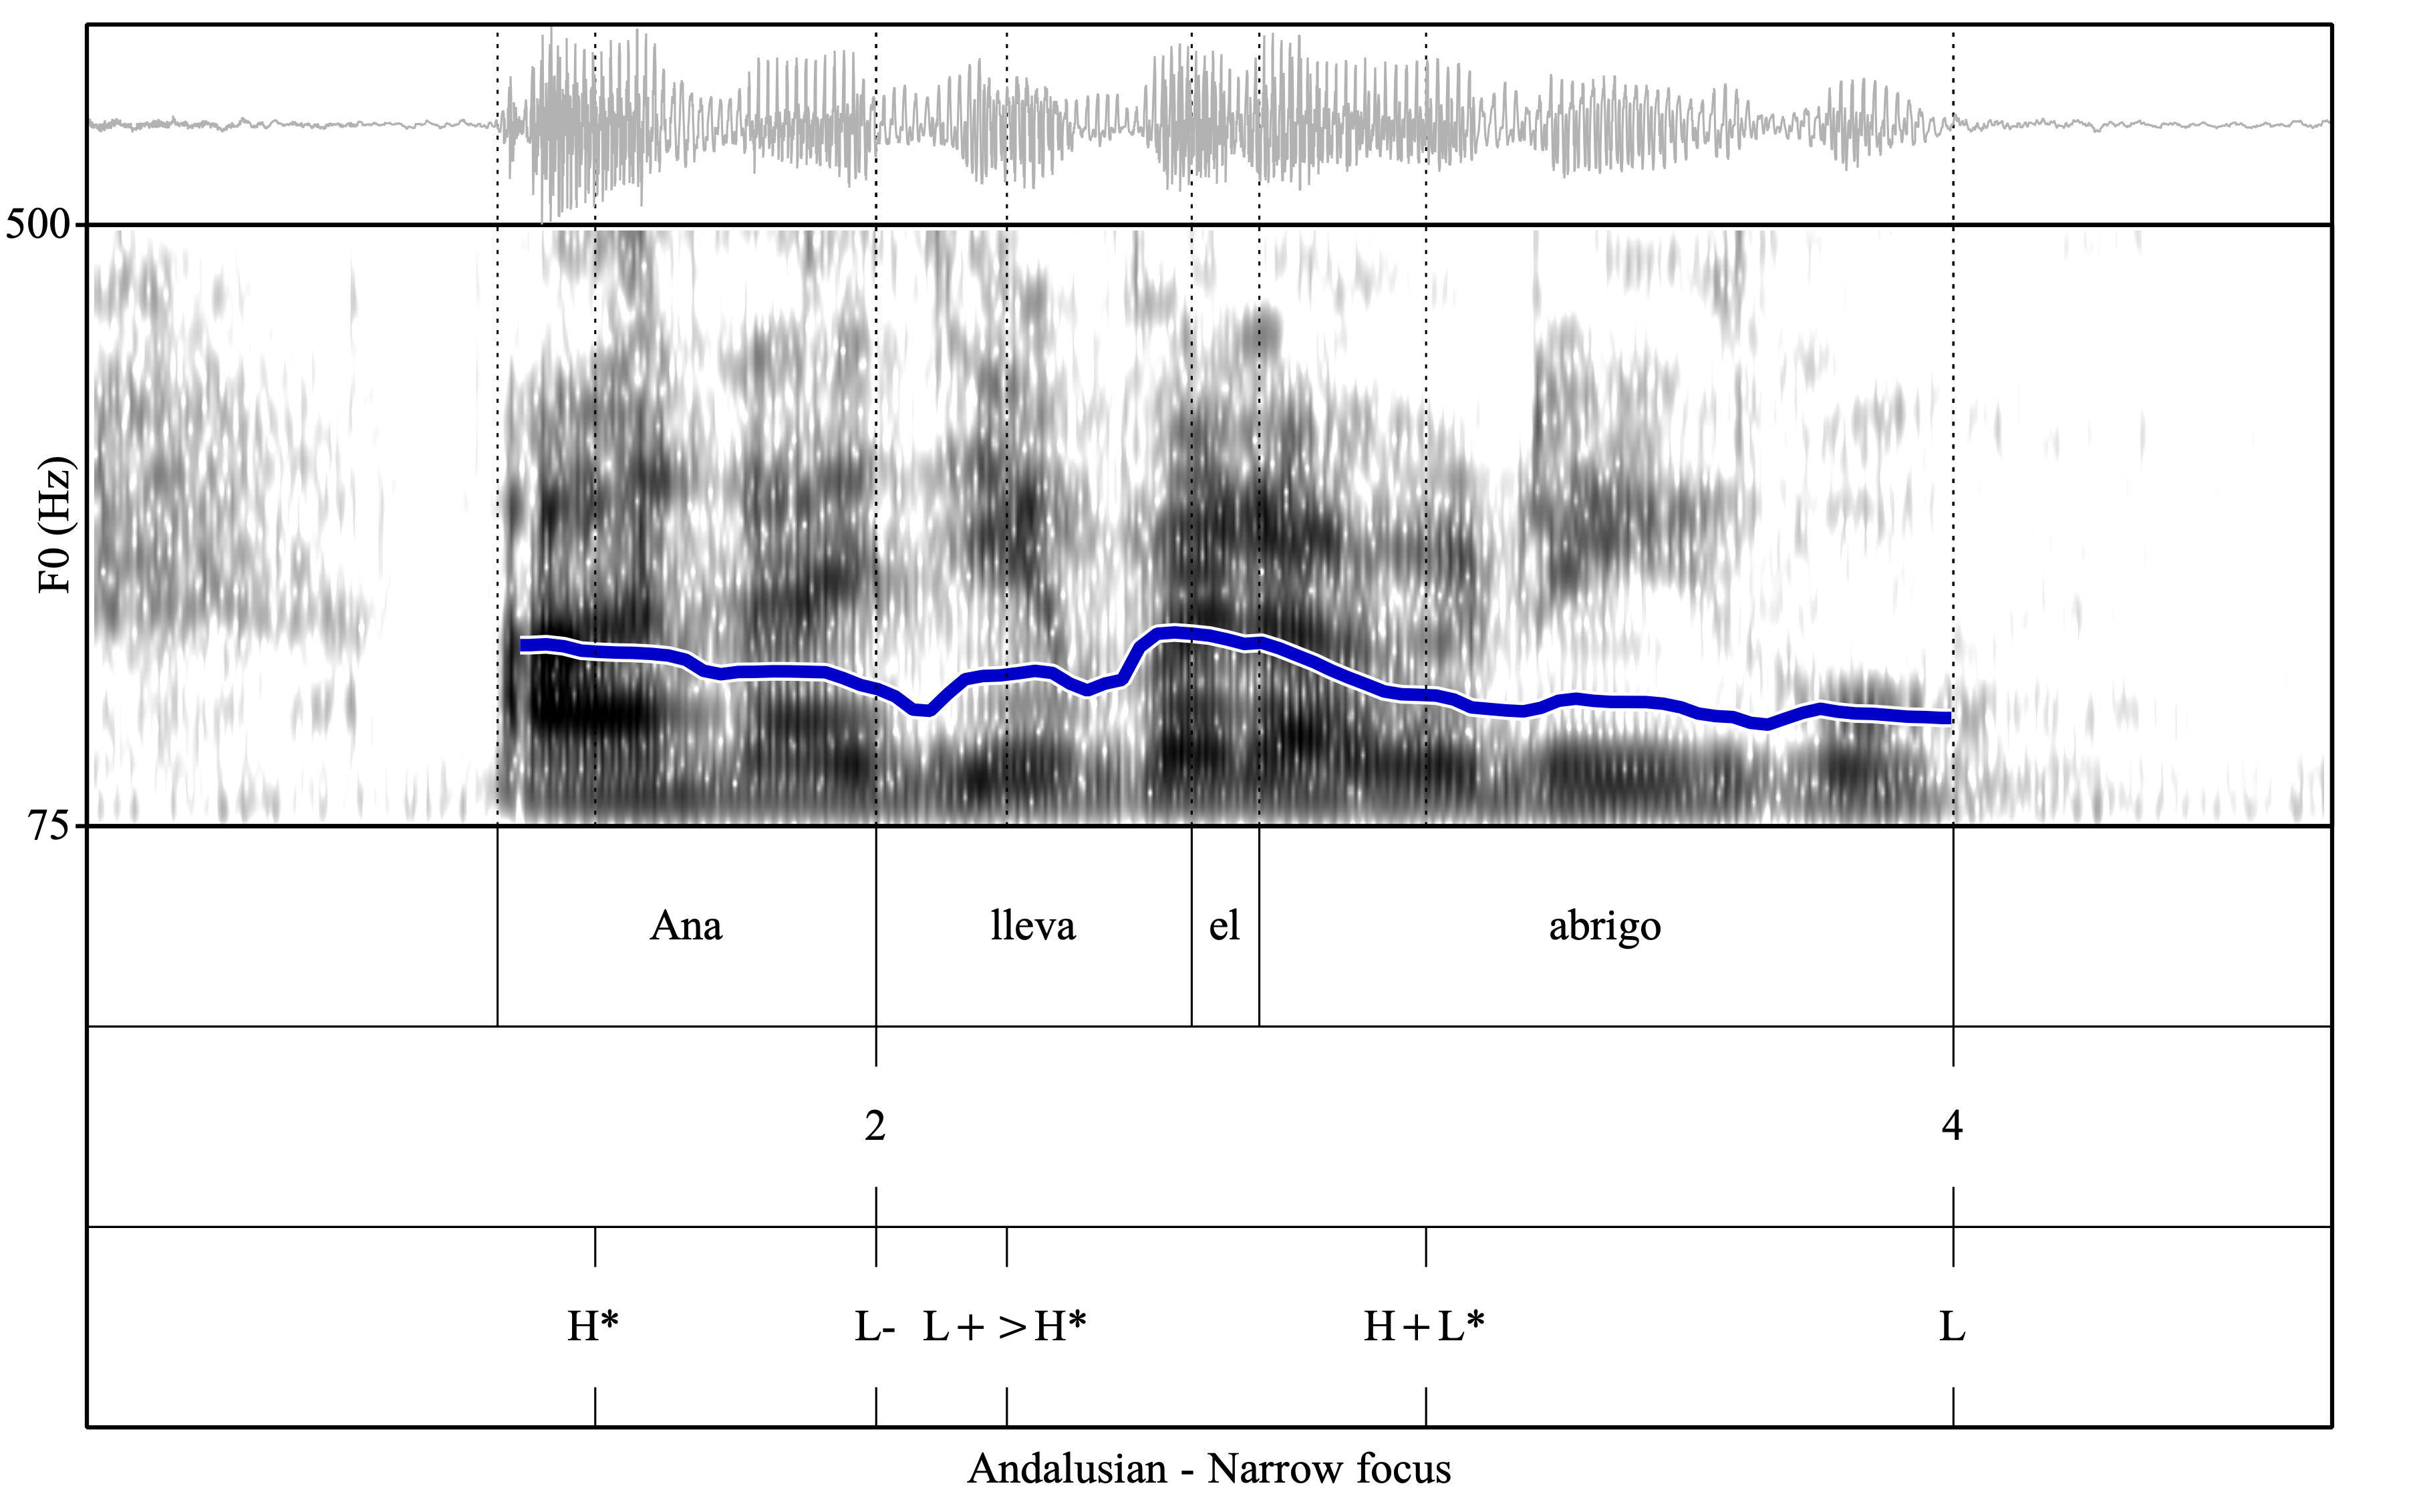 500
F0 (Hz)
75
Ana lleva el abrigo
2 4
H* L- L+>H* H+L* L
Andalusian - Narrow focus